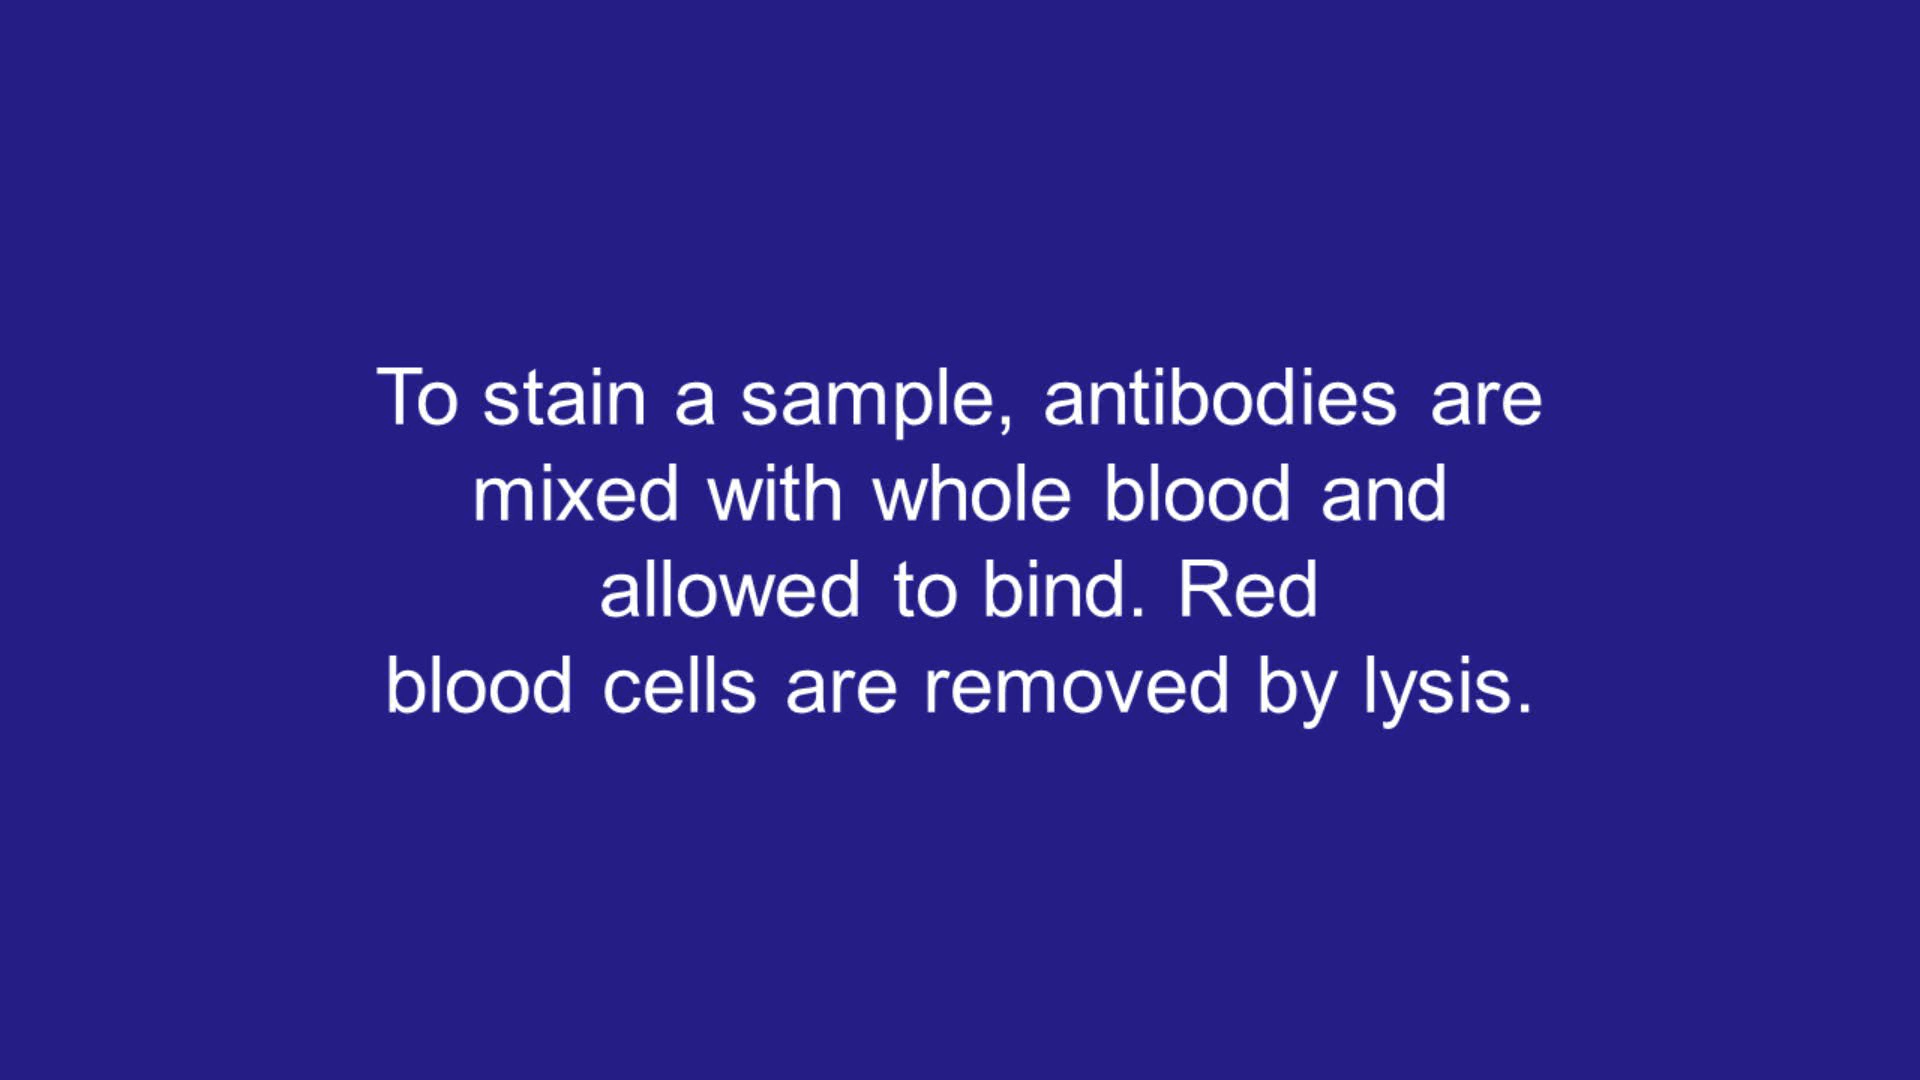 To stain a sample, antibodies are
mixed with whole blood and
allowed to bind. Red
blood cells are removed by lysis.